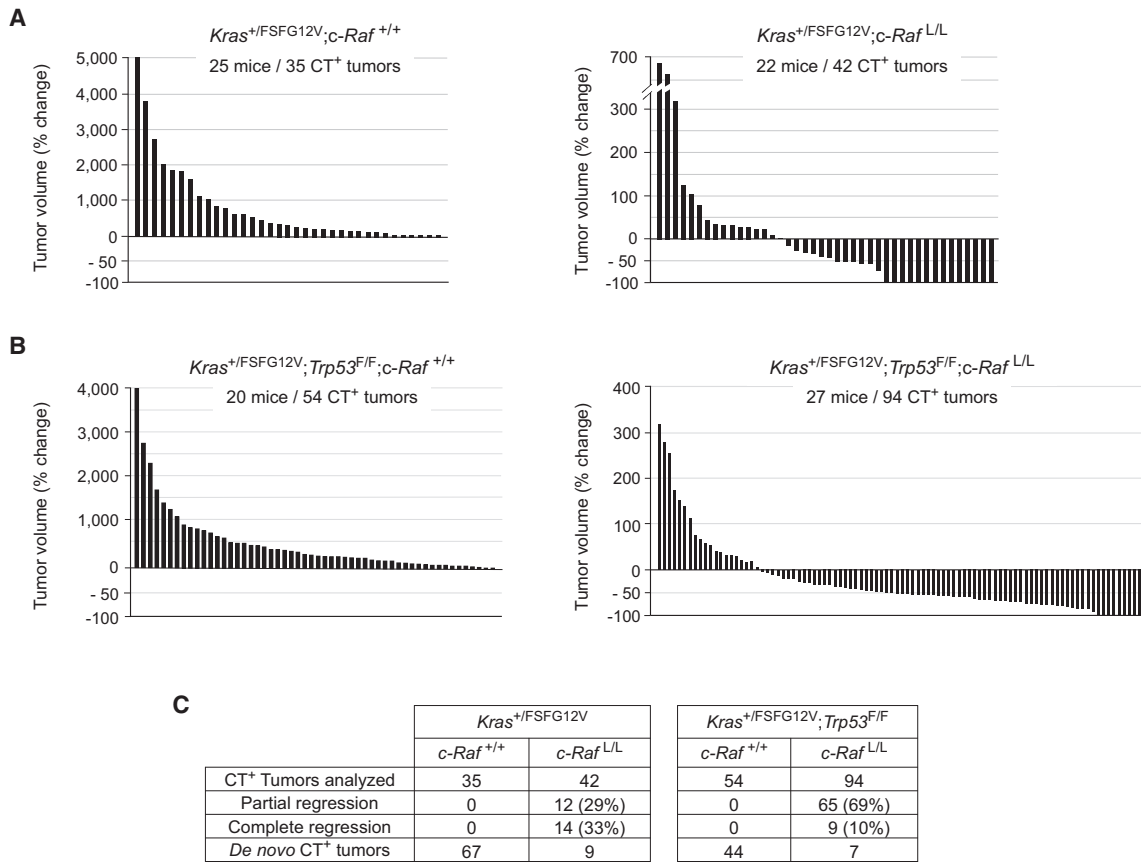 A
Kras+/FSFG12V;c-Raf +/+
25 mice / 35 CT+ tumors
Tumor volume (% change)
5,000
4,000
3,000
2,000
1,000
0
- 50
-100
Kras+/FSFG12V;c-Raf L/L
22 mice / 42 CT+ tumors
Tumor volume (% change)
700
300
200
100
0
- 50
-100
B
Kras+/FSFG12V;Trp53F/F;c-Raf +/+
20 mice / 54 CT+ tumors
Tumor volume (% change)
4,000
3,000
2,000
1,000
0
- 50
-100
Kras+/FSFG12V;Trp53F/F;c-Raf L/L
27 mice / 94 CT+ tumors
Tumor volume (% change)
400
300
200
100
0
-50
-100
C
Kras+/FSFG12V Kras+/FSFG12V;Trp53F/F
c-Raf +/+ c-Raf L/L c-Raf +/+ c-Raf L/L
CT+ Tumors analyzed 35 42 54 94
Partial regression 0 12 (29%) 0 65 (69%)
Complete regression 0 14 (33%) 0 9 (10%)
De novo CT+ tumors 67 9 44 7